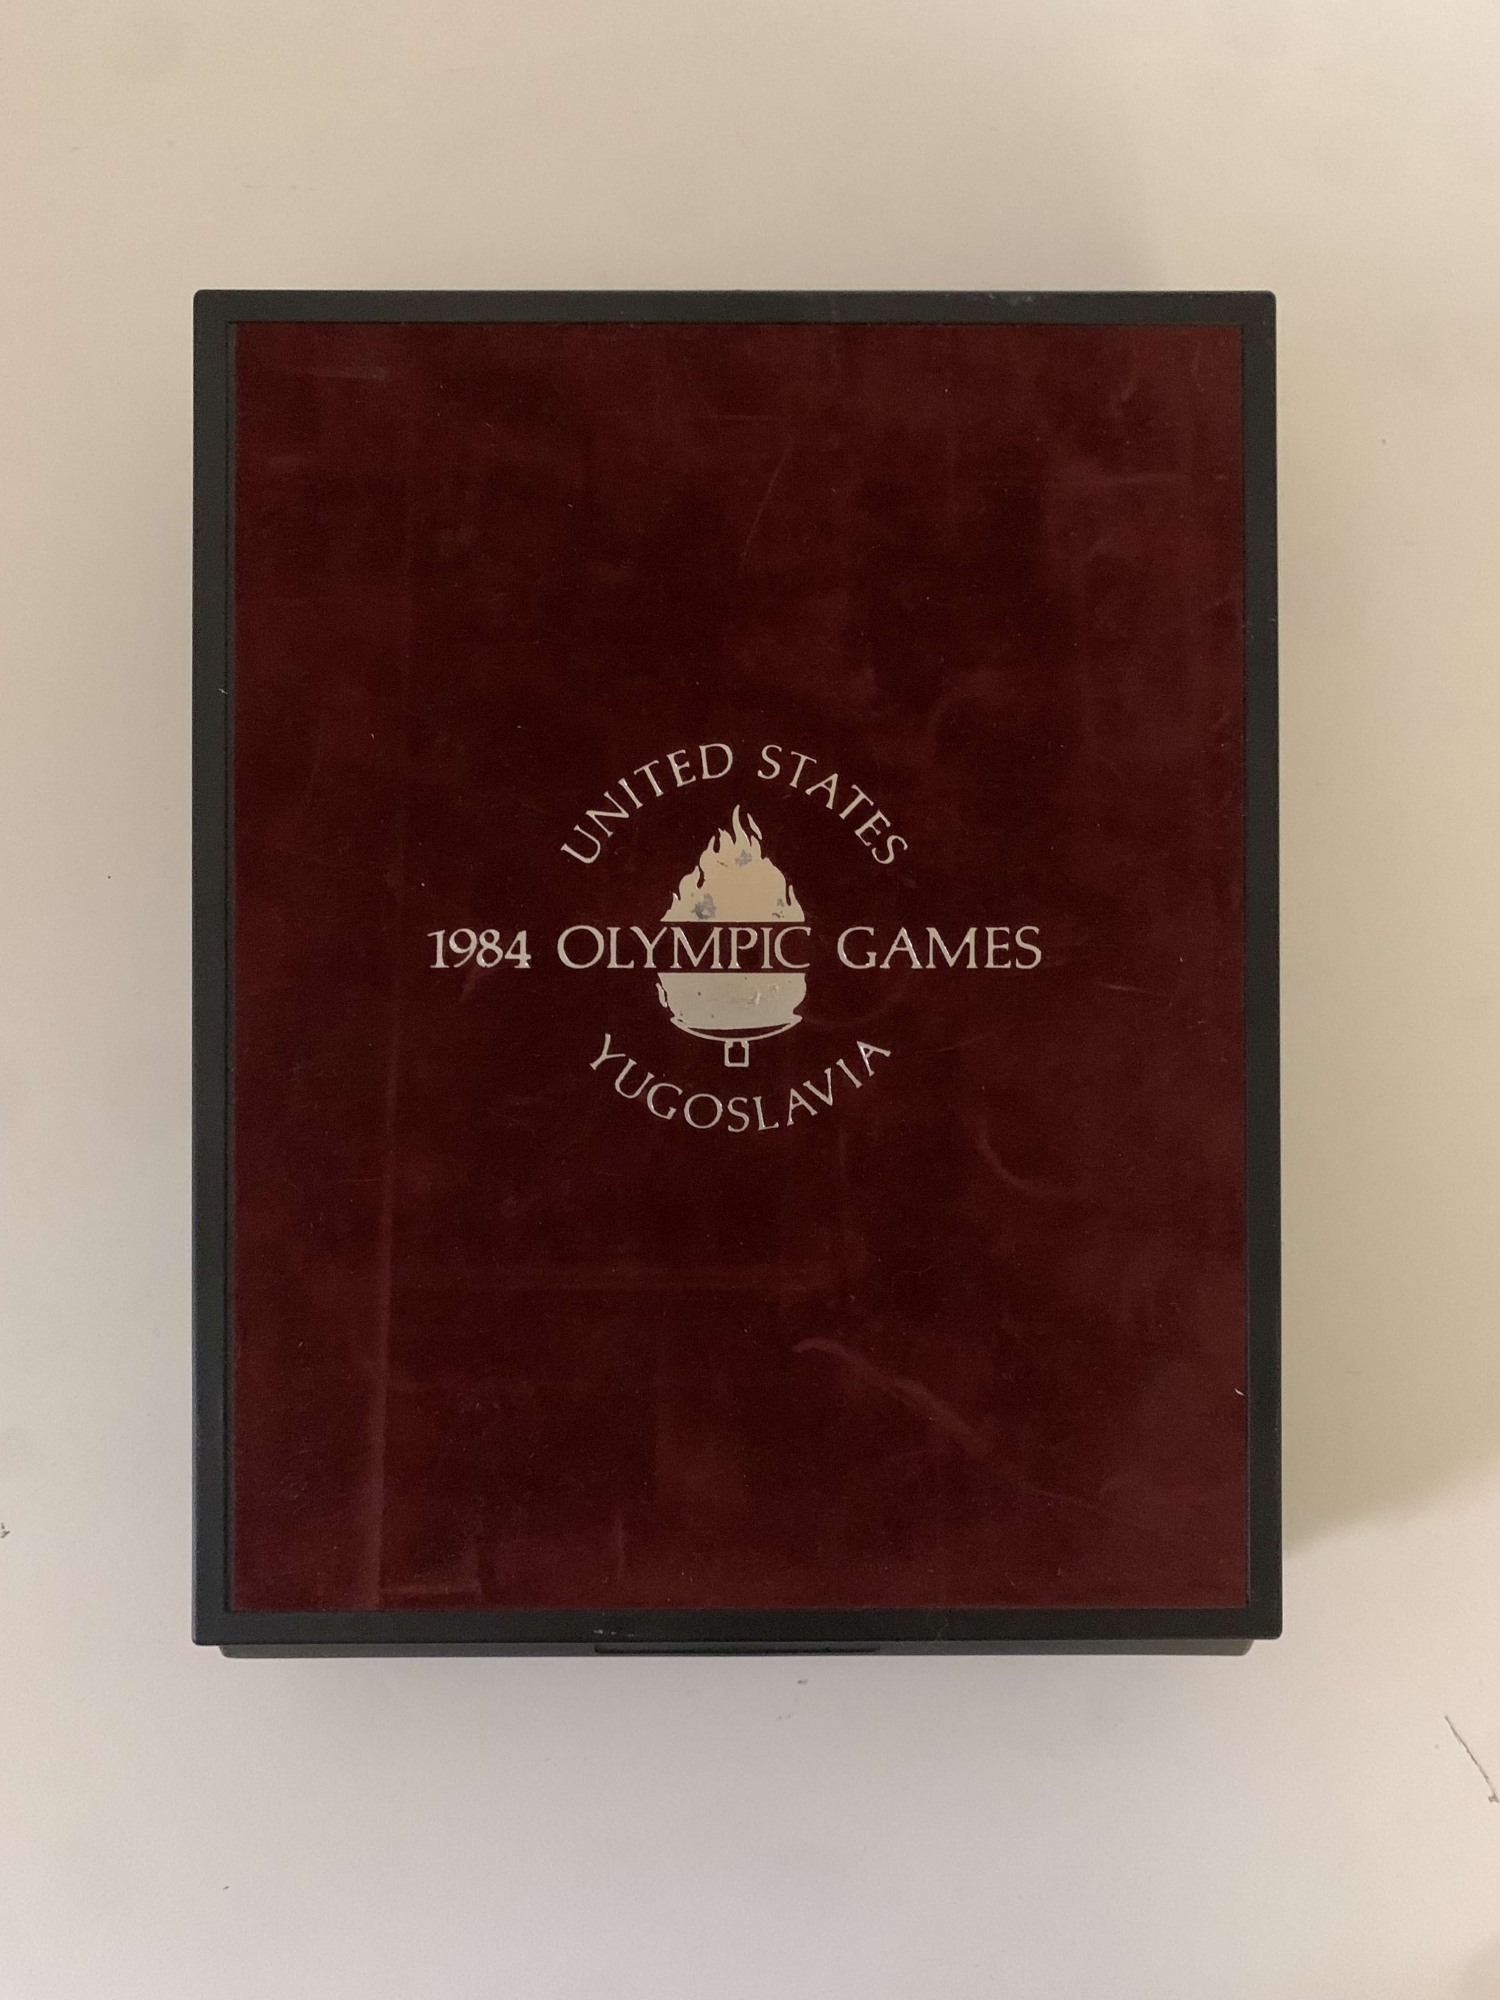 UNITED STATES
1984 OLYMPIC GAMES
YUGOSLAVIA